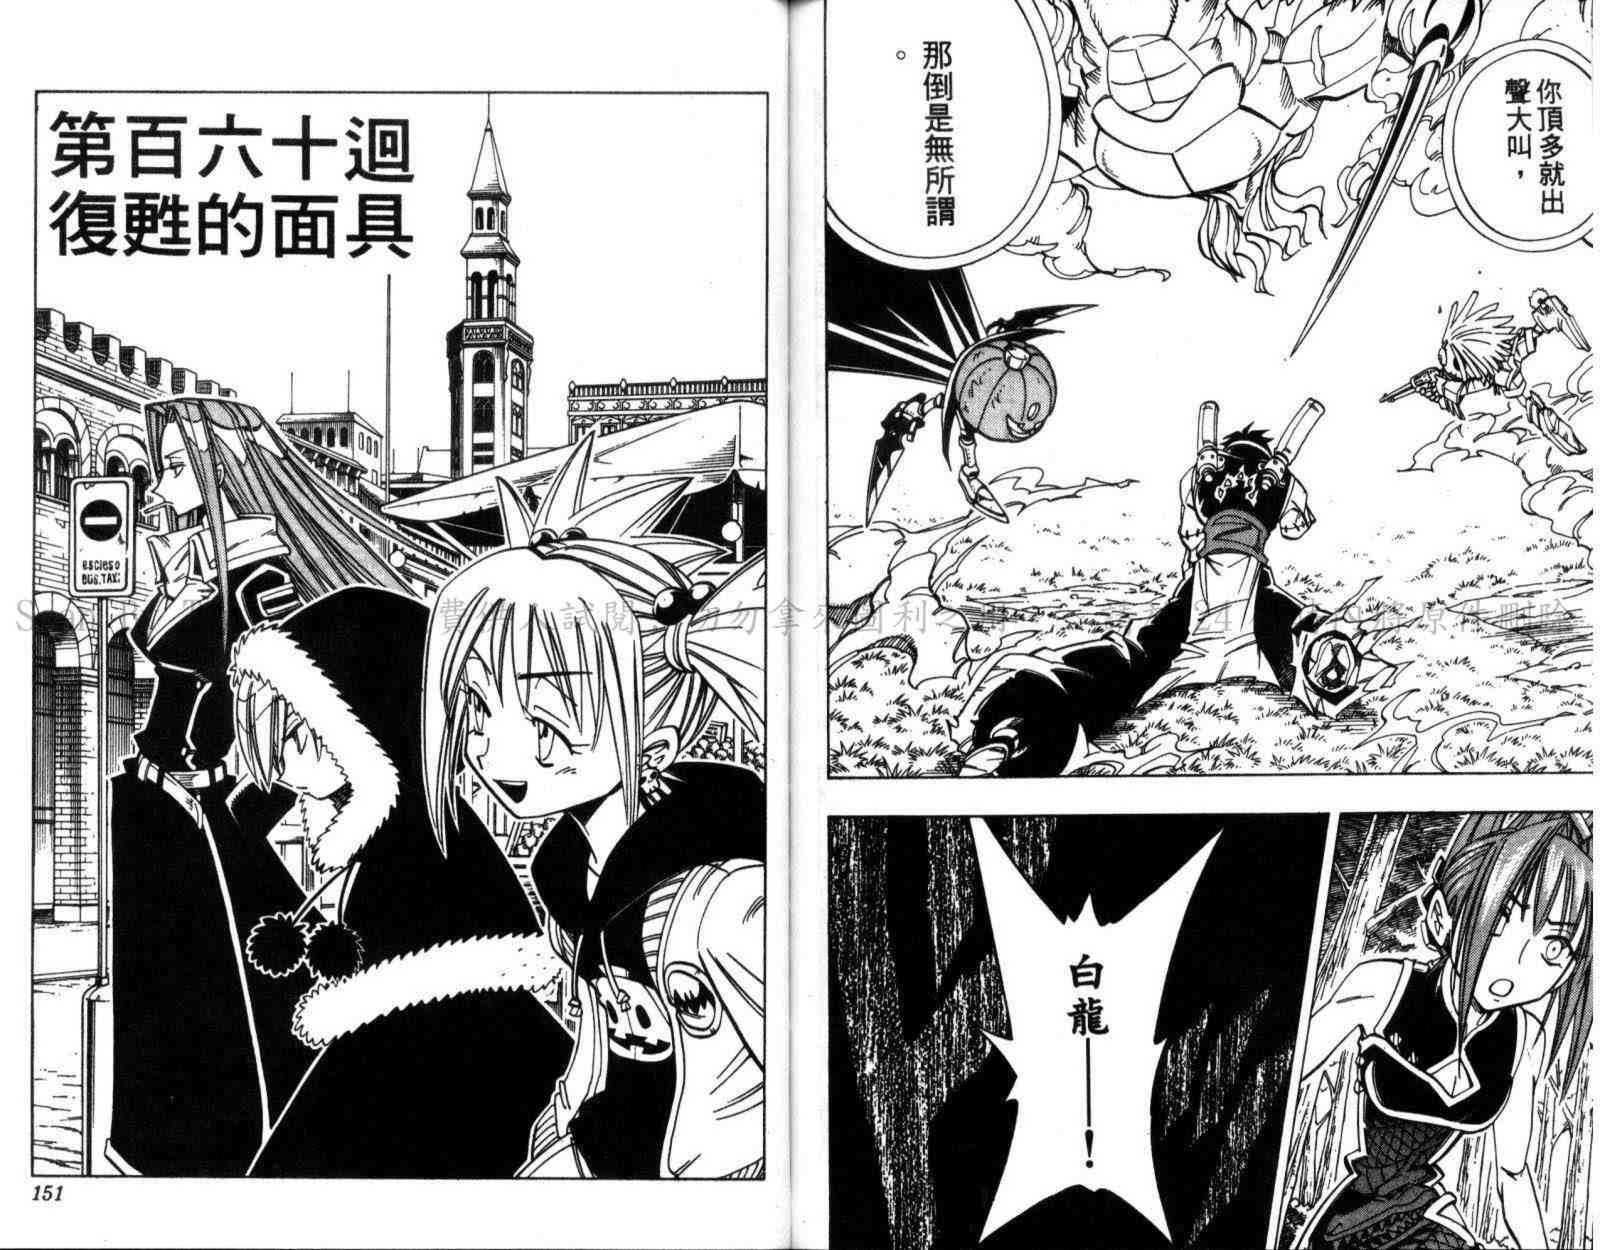 你頂多就出
聲大叫，
那倒是無所謂
。
白龍——！
第百六十迴
復甦的面具
escleso
BUS.TAXI
151